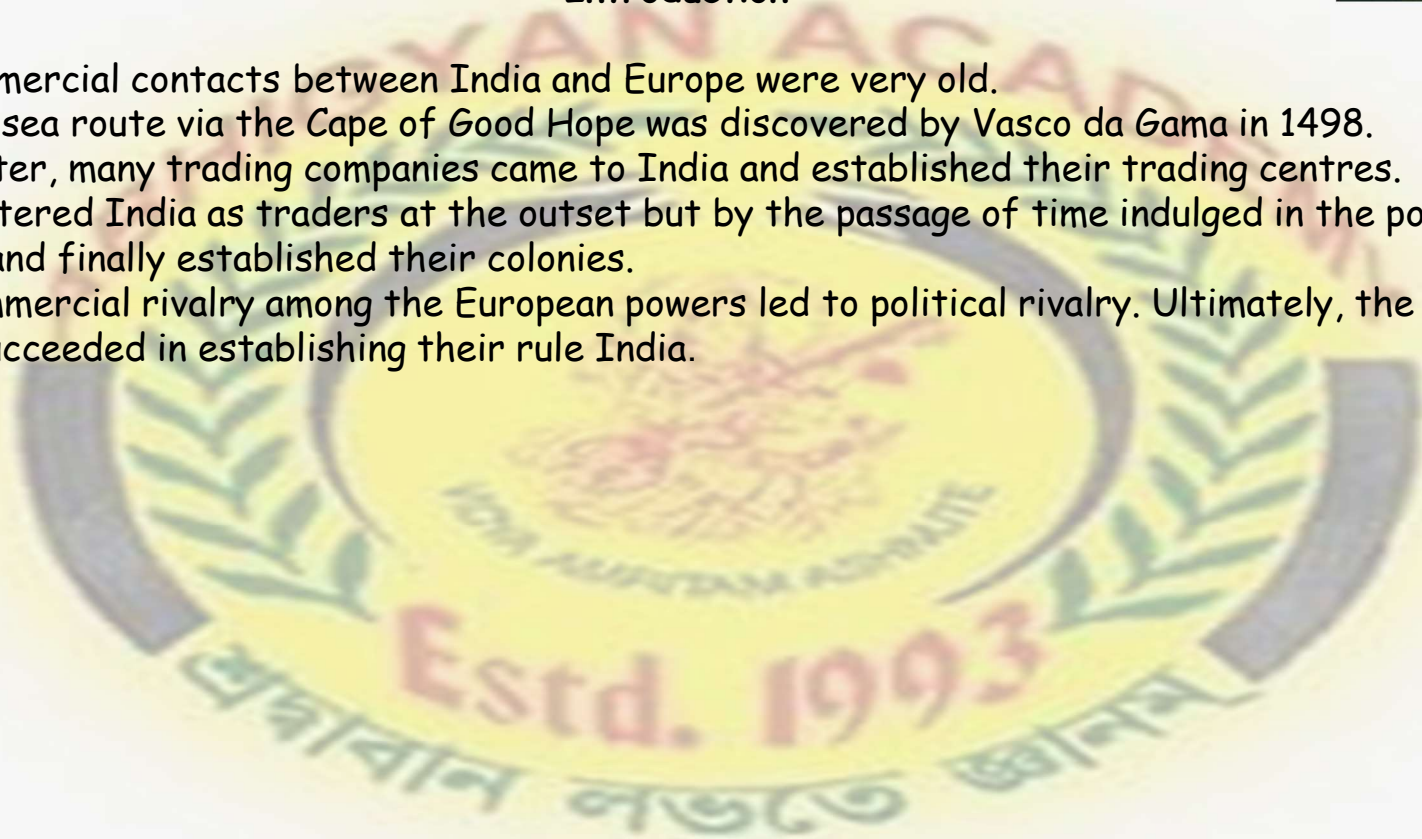 mercial contacts between India and Europe were very old.
sea route via the Cape of Good Hope was discovered by Vasco da Gama in 1498.
ter, many trading companies came to India and established their trading centres.
tered India as traders at the outset but by the passage of time indulged in the po
and finally established their colonies.
mmercial rivalry among the European powers led to political rivalry. Ultimately, the
cceeded in establishing their rule India.
Estd. 1993
শ্রদ্ধাবান লভতে জ্ঞানম্